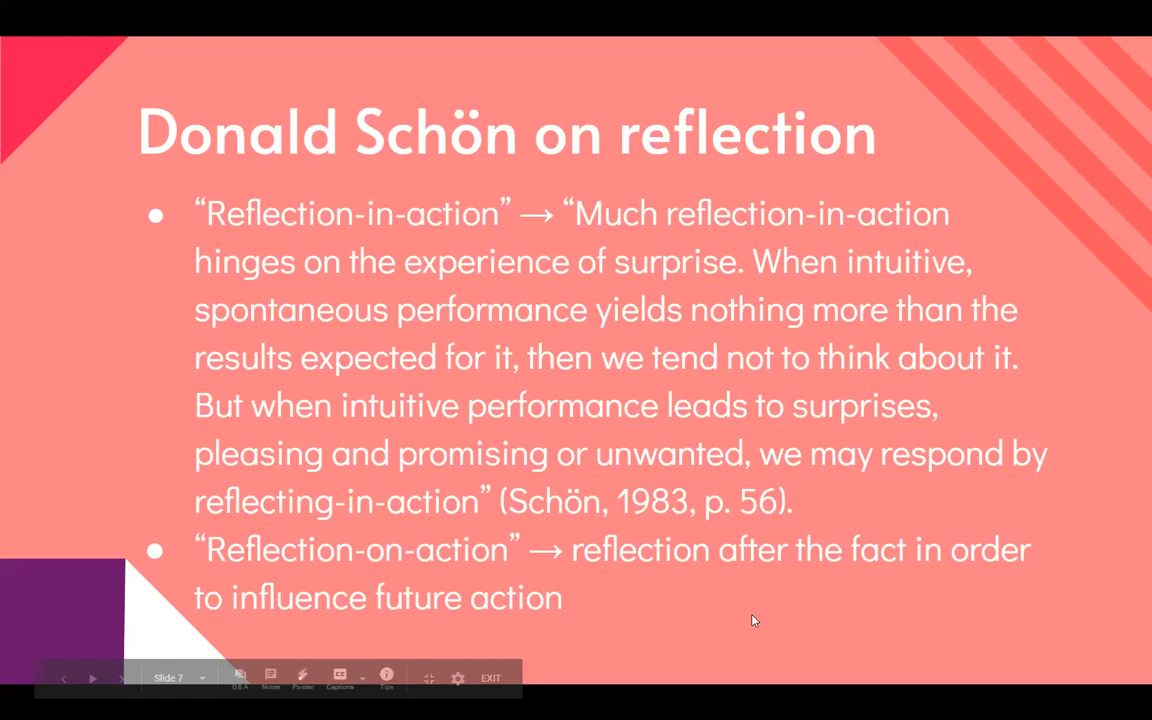 Donald Schön on reflection
● “Reflection-in-action” → “Much reflection-in-action
hinges on the experience of surprise. When intuitive,
spontaneous performance yields nothing more than the
results expected for it, then we tend not to think about it.
But when intuitive performance leads to surprises,
pleasing and promising or unwanted, we may respond by
reflecting-in-action” (Schön, 1983, p. 56).
● “Reflection-on-action” → reflection after the fact in order
to influence future action
Slide 7
Q & A Notes Pointer Captions Tips
EXIT